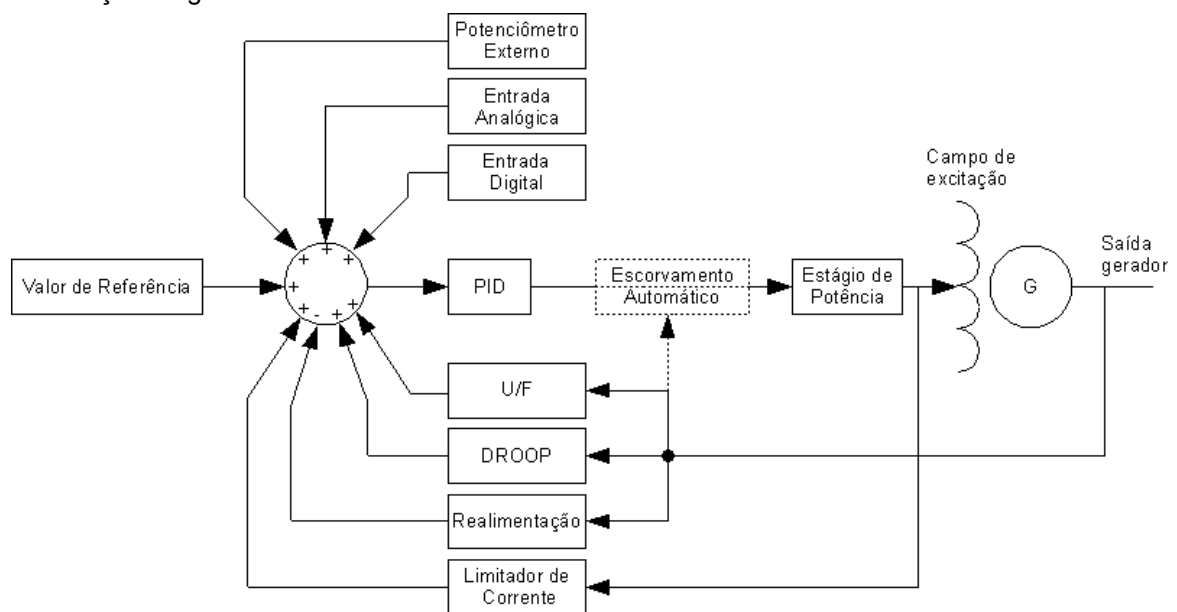 Potenciômetro
Externo
Entrada
Analógica
Entrada
Digital
Campo de
excitação
Saída
gerador
Valor de Referência
+
+
+
+
+
-
+
+
PID
Escorvamento
Automático
Estágio de
Potência
G
U/F
DROOP
Realimentação
Limitador de
Corrente